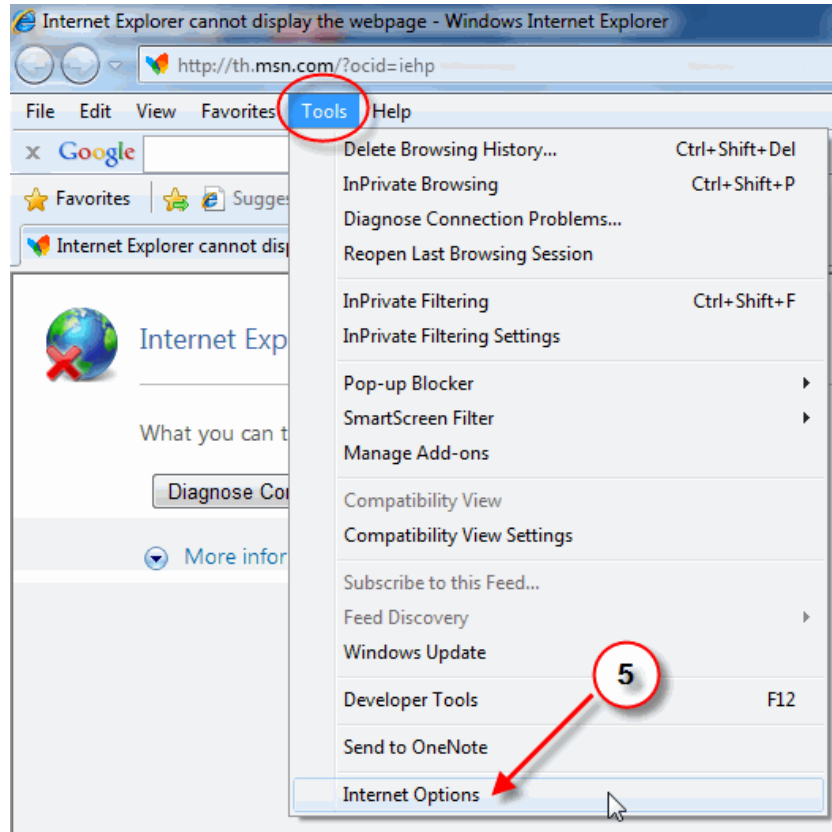 Internet Explorer cannot display the webpage - Windows Internet Explorer
http://th.msn.com/?ocid=iehp
File Edit View Favorites Tools Help
x Google
Favorites Sugges
Internet Explorer cannot disp
Internet Exp
What you can t
Diagnose Con
More infor
Delete Browsing History... Ctrl+Shift+Del
InPrivate Browsing Ctrl+Shift+P
Diagnose Connection Problems...
Reopen Last Browsing Session
InPrivate Filtering Ctrl+Shift+F
InPrivate Filtering Settings
Pop-up Blocker
SmartScreen Filter
Manage Add-ons
Compatibility View
Compatibility View Settings
Subscribe to this Feed...
Feed Discovery
Windows Update
5
Developer Tools F12
Send to OneNote
Internet Options